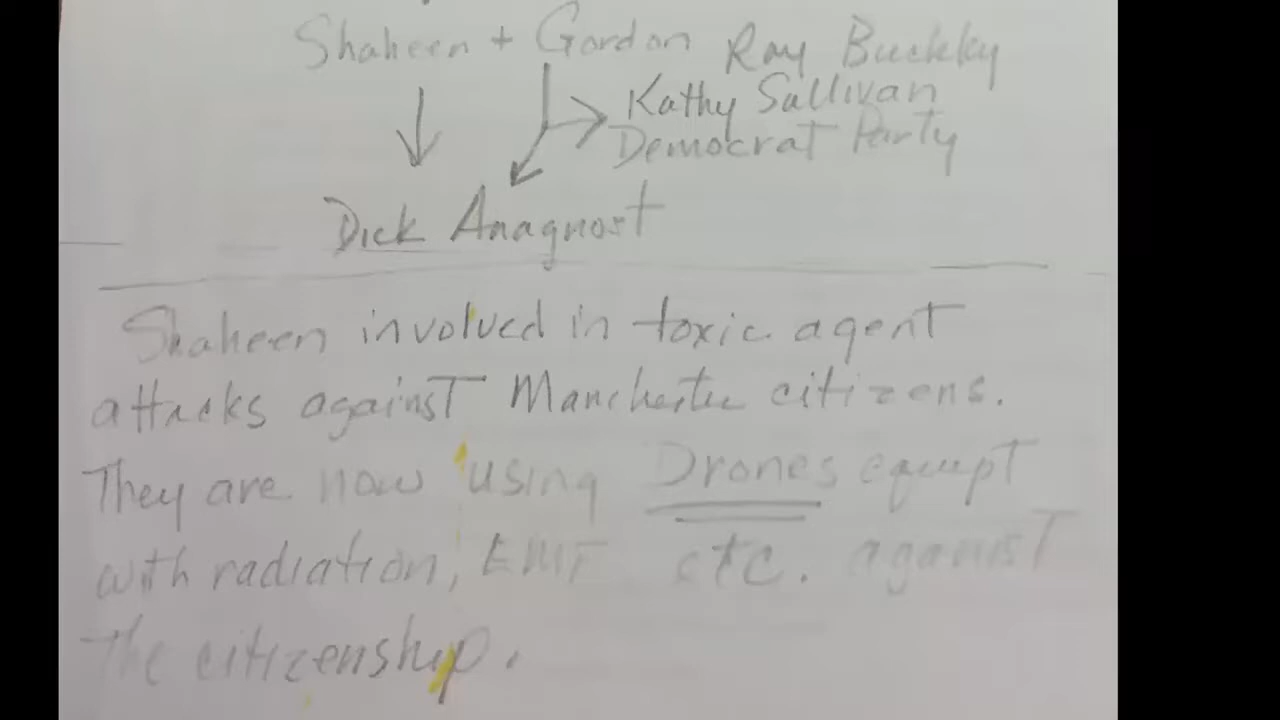 Shaheen + Gordon Ray Buckley
Kathy Sullivan
Democrat Party
Dick Anagnost
Shaheen involved in toxic agent
attacks against Manchester citizens.
They are now using Drones equipt
with radiation, EMF etc. against
the citizenship.